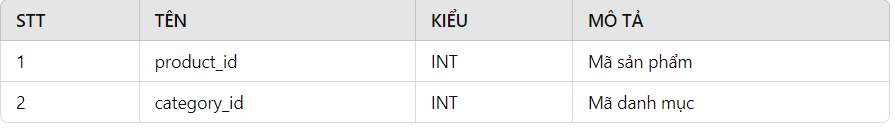 STT TÊN KIỂU MÔ TẢ
1 product_id INT Mã sản phẩm
2 category_id INT Mã danh mục